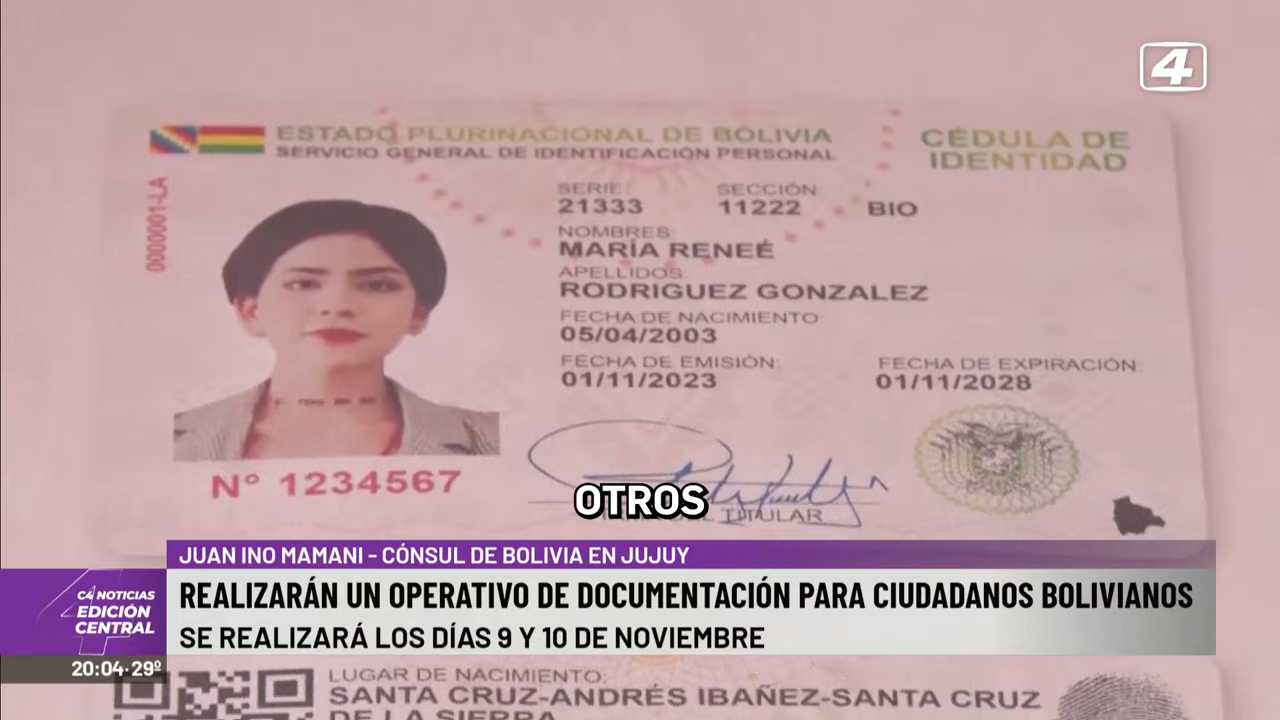 4
ESTADO PLURINACIONAL DE BOLIVIA
SERVICIO GENERAL DE IDENTIFICACIÓN PERSONAL
CÉDULA DE
IDENTIDAD
0000001-LA
SERIE:
SECCIÓN
21333
11222
BIO
NOMBRES:
MARÍA RENEÉ
APELLIDOS:
RODRIGUEZ GONZALEZ
FECHA DE NACIMIENTO:
05/04/2003
FECHA DE EMISIÓN:
FECHA DE EXPIRACIÓN:
01/11/2023
01/11/2028
Nº 1234567
OTROS
TITULAR
JUAN INO MAMANI - CÓNSUL DE BOLIVIA EN JUJUY
C4 NOTICIAS
EDICIÓN
CENTRAL
REALIZARÁN UN OPERATIVO DE DOCUMENTACIÓN PARA CIUDADANOS BOLIVIANOS
SE REALIZARÁ LOS DÍAS 9 Y 10 DE NOVIEMBRE
20:04·29º
LUGAR DE NACIMIENTO:
SANTA CRUZ-ANDRÉS IBAÑEZ-SANTA CRUZ
DE LA SIERRA